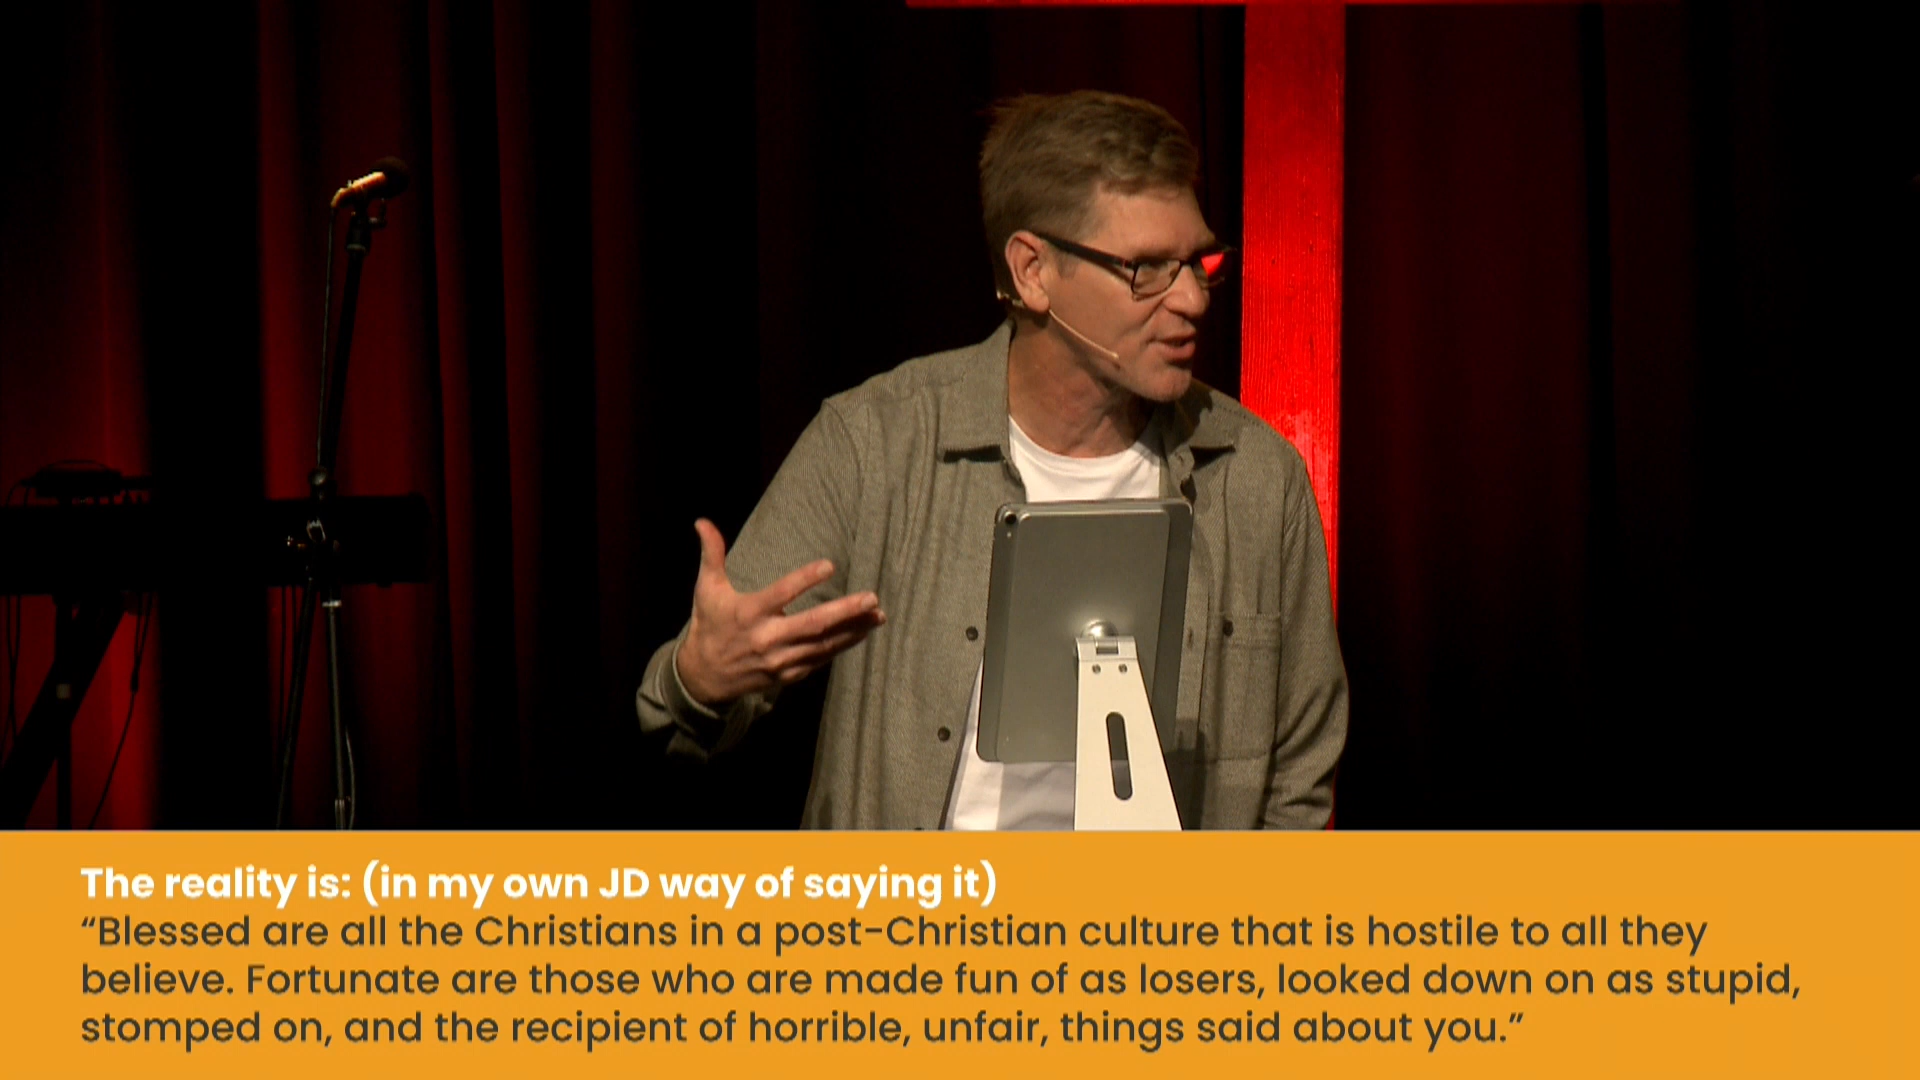 The reality is: (in my own JD way of saying it)
“Blessed are all the Christians in a post-Christian culture that is hostile to all they
believe. Fortunate are those who are made fun of as losers, looked down on as stupid,
stomped on, and the recipient of horrible, unfair, things said about you.”